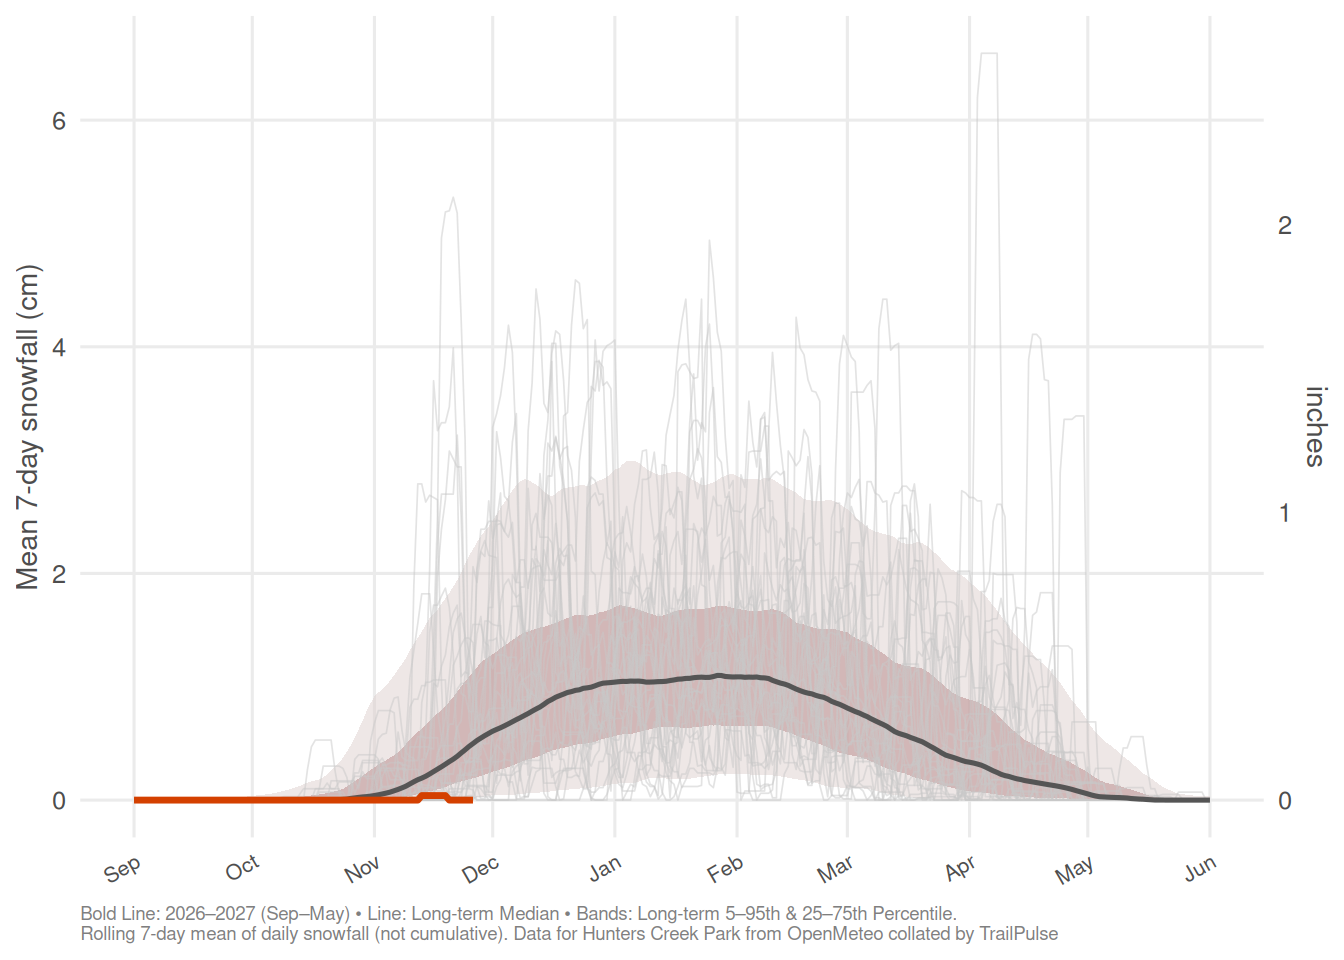 Mean 7-day snowfall (cm)
6
4
2
0
2
1
0
inches
Sep
Oct
Nov
Dec
Jan
Feb
Mar
Apr
May
Jun
Bold Line: 2026–2027 (Sep–May) • Line: Long-term Median • Bands: Long-term 5–95th & 25–75th Percentile.
Rolling 7-day mean of daily snowfall (not cumulative). Data for Hunters Creek Park from OpenMeteo collated by TrailPulse